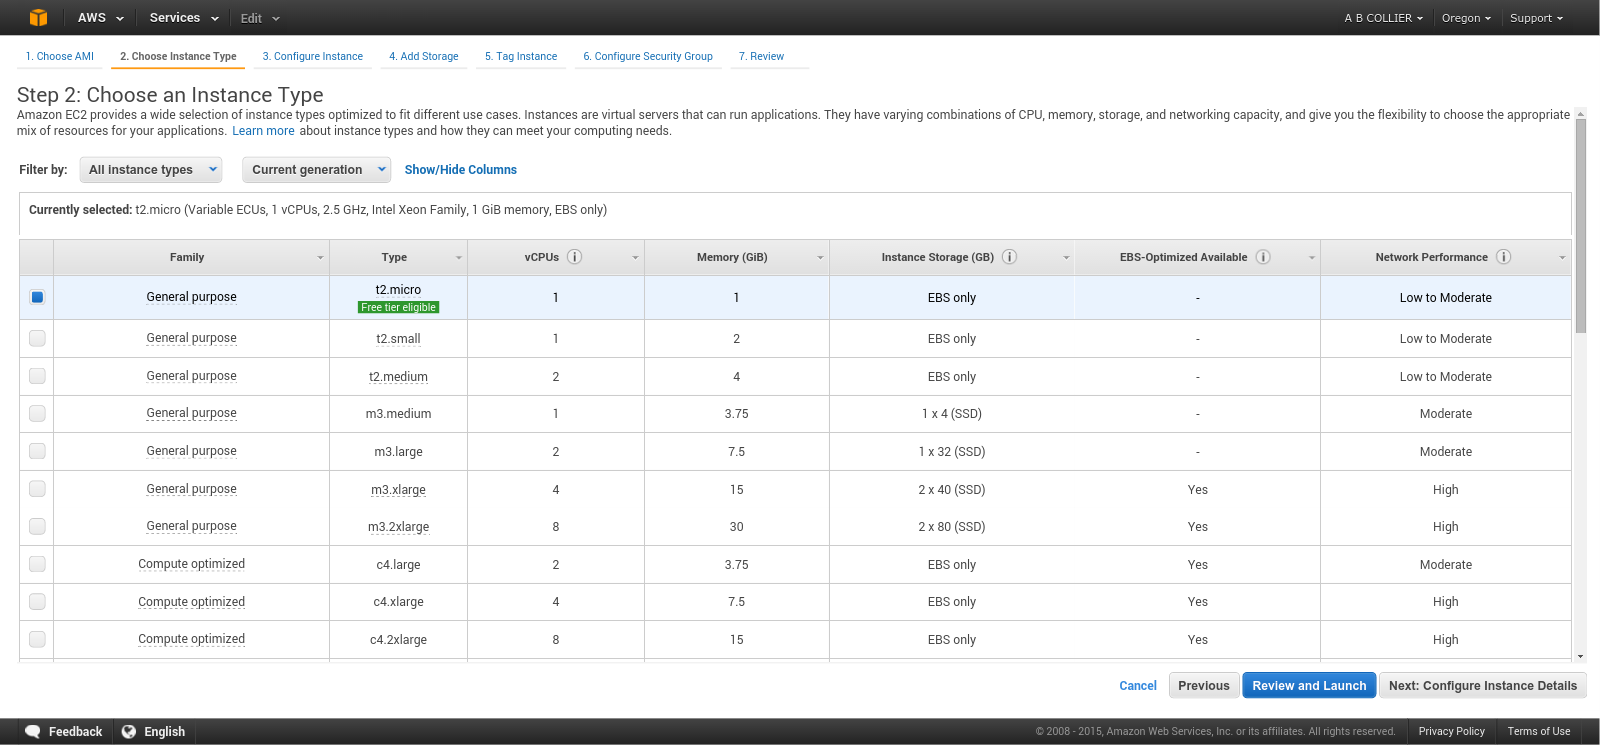 AWS Services Edit A B COLLIER Oregon Support
1. Choose AMI 2. Choose Instance Type 3. Configure Instance 4. Add Storage 5. Tag Instance 6. Configure Security Group 7. Review
Step 2: Choose an Instance Type
Amazon EC2 provides a wide selection of instance types optimized to fit different use cases. Instances are virtual servers that can run applications. They have varying combinations of CPU, memory, storage, and networking capacity, and give you the flexibility to choose the appropriate
mix of resources for your applications. Learn more about instance types and how they can meet your computing needs.
Filter by: All instance types Current generation Show/Hide Columns
Currently selected: t2.micro (Variable ECUs, 1 vCPUs, 2.5 GHz, Intel Xeon Family, 1 GiB memory, EBS only)
Family Type vCPUs i Memory (GiB) Instance Storage (GB) i EBS-Optimized Available i Network Performance i
General purpose t2.micro 1 1 EBS only - Low to Moderate
Free tier eligible
General purpose t2.small 1 2 EBS only - Low to Moderate
General purpose t2.medium 2 4 EBS only - Low to Moderate
General purpose m3.medium 1 3.75 1 x 4 (SSD) - Moderate
General purpose m3.large 2 7.5 1 x 32 (SSD) - Moderate
General purpose m3.xlarge 4 15 2 x 40 (SSD) Yes High
General purpose m3.2xlarge 8 30 2 x 80 (SSD) Yes High
Compute optimized c4.large 2 3.75 EBS only Yes Moderate
Compute optimized c4.xlarge 4 7.5 EBS only Yes High
Compute optimized c4.2xlarge 8 15 EBS only Yes High
Cancel Previous Review and Launch Next: Configure Instance Details
Feedback English © 2008 - 2015, Amazon Web Services, Inc. or its affiliates. All rights reserved. Privacy Policy Terms of Use